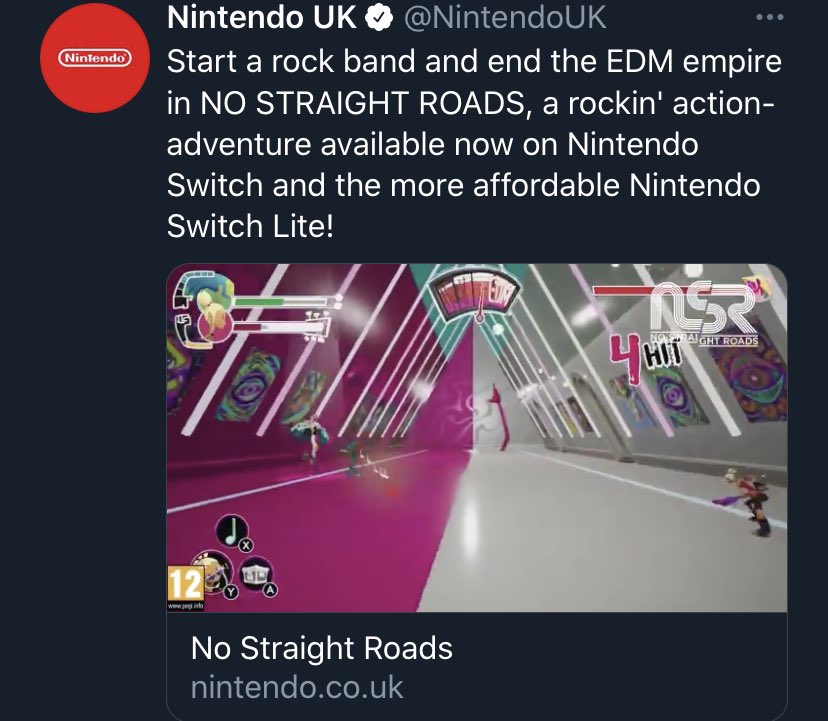 Nintendo UK @NintendoUK
Nintendo
Start a rock band and end the EDM empire
in NO STRAIGHT ROADS, a rockin' action-
adventure available now on Nintendo
Switch and the more affordable Nintendo
Switch Lite!
NSR
NO STRAIGHT ROADS
4 HIT
X
Y
A
12
www.pegi.info
No Straight Roads
nintendo.co.uk